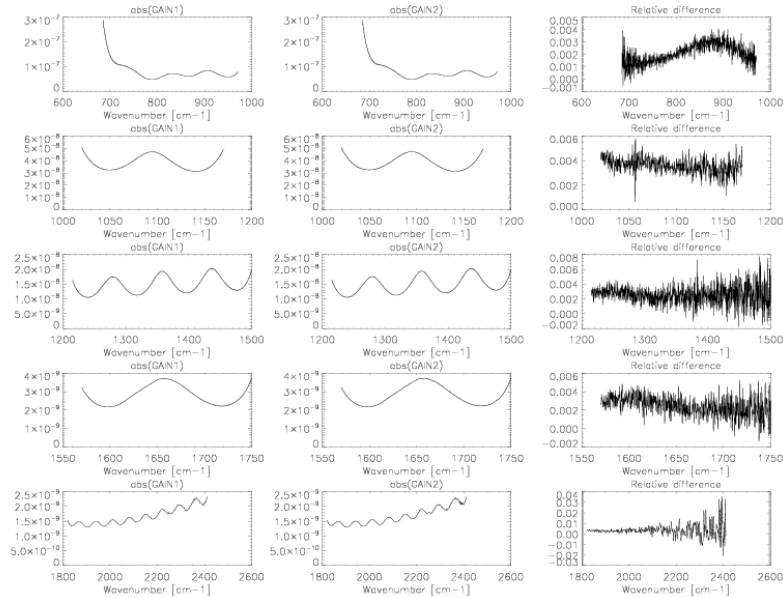 abs(GAIN1) abs(GAIN2) Relative difference
3×10⁻⁷ 3×10⁻⁷ 0.005
0.004
2×10⁻⁷ 2×10⁻⁷ 0.003
0.002
1×10⁻⁷ 1×10⁻⁷ 0.001
0.000
0 0 −0.001
600 700 800 900 1000 600 700 800 900 1000 600 700 800 900 1000
Wavenumber [cm−1] Wavenumber [cm−1] Wavenumber [cm−1]
abs(GAIN1) abs(GAIN2) Relative difference
6×10⁻⁸ 6×10⁻⁸ 0.006
5×10⁻⁸ 5×10⁻⁸
4×10⁻⁸ 4×10⁻⁸ 0.004
3×10⁻⁸ 3×10⁻⁸
2×10⁻⁸ 2×10⁻⁸ 0.002
1×10⁻⁸ 1×10⁻⁸
0 0 0.000
1000 1050 1100 1150 1200 1000 1050 1100 1150 1200 1000 1050 1100 1150 1200
Wavenumber [cm−1] Wavenumber [cm−1] Wavenumber [cm−1]
abs(GAIN1) abs(GAIN2) Relative difference
2.5×10⁻⁸ 2.5×10⁻⁸ 0.008
2.0×10⁻⁸ 2.0×10⁻⁸ 0.006
1.5×10⁻⁸ 1.5×10⁻⁸ 0.004
1.0×10⁻⁸ 1.0×10⁻⁸ 0.002
5.0×10⁻⁹ 5.0×10⁻⁹ 0.000
0 0 −0.002
1200 1300 1400 1500 1200 1300 1400 1500 1200 1300 1400 1500
Wavenumber [cm−1] Wavenumber [cm−1] Wavenumber [cm−1]
abs(GAIN1) abs(GAIN2) Relative difference
4×10⁻⁹ 4×10⁻⁹ 0.006
3×10⁻⁹ 3×10⁻⁹ 0.004
2×10⁻⁹ 2×10⁻⁹ 0.002
1×10⁻⁹ 1×10⁻⁹ 0.000
0 0 −0.002
1550 1600 1650 1700 1750 1550 1600 1650 1700 1750 1550 1600 1650 1700 1750
Wavenumber [cm−1] Wavenumber [cm−1] Wavenumber [cm−1]
abs(GAIN1) abs(GAIN2) Relative difference
2.5×10⁻⁹ 2.5×10⁻⁹ 0.04
2.0×10⁻⁹ 2.0×10⁻⁹ 0.03
0.02
1.5×10⁻⁹ 1.5×10⁻⁹ 0.01
1.0×10⁻⁹ 1.0×10⁻⁹ 0.00
−0.01
5.0×10⁻¹⁰ 5.0×10⁻¹⁰ −0.02
0 0 −0.03
1800 2000 2200 2400 2600 1800 2000 2200 2400 2600 1800 2000 2200 2400 2600
Wavenumber [cm−1] Wavenumber [cm−1] Wavenumber [cm−1]